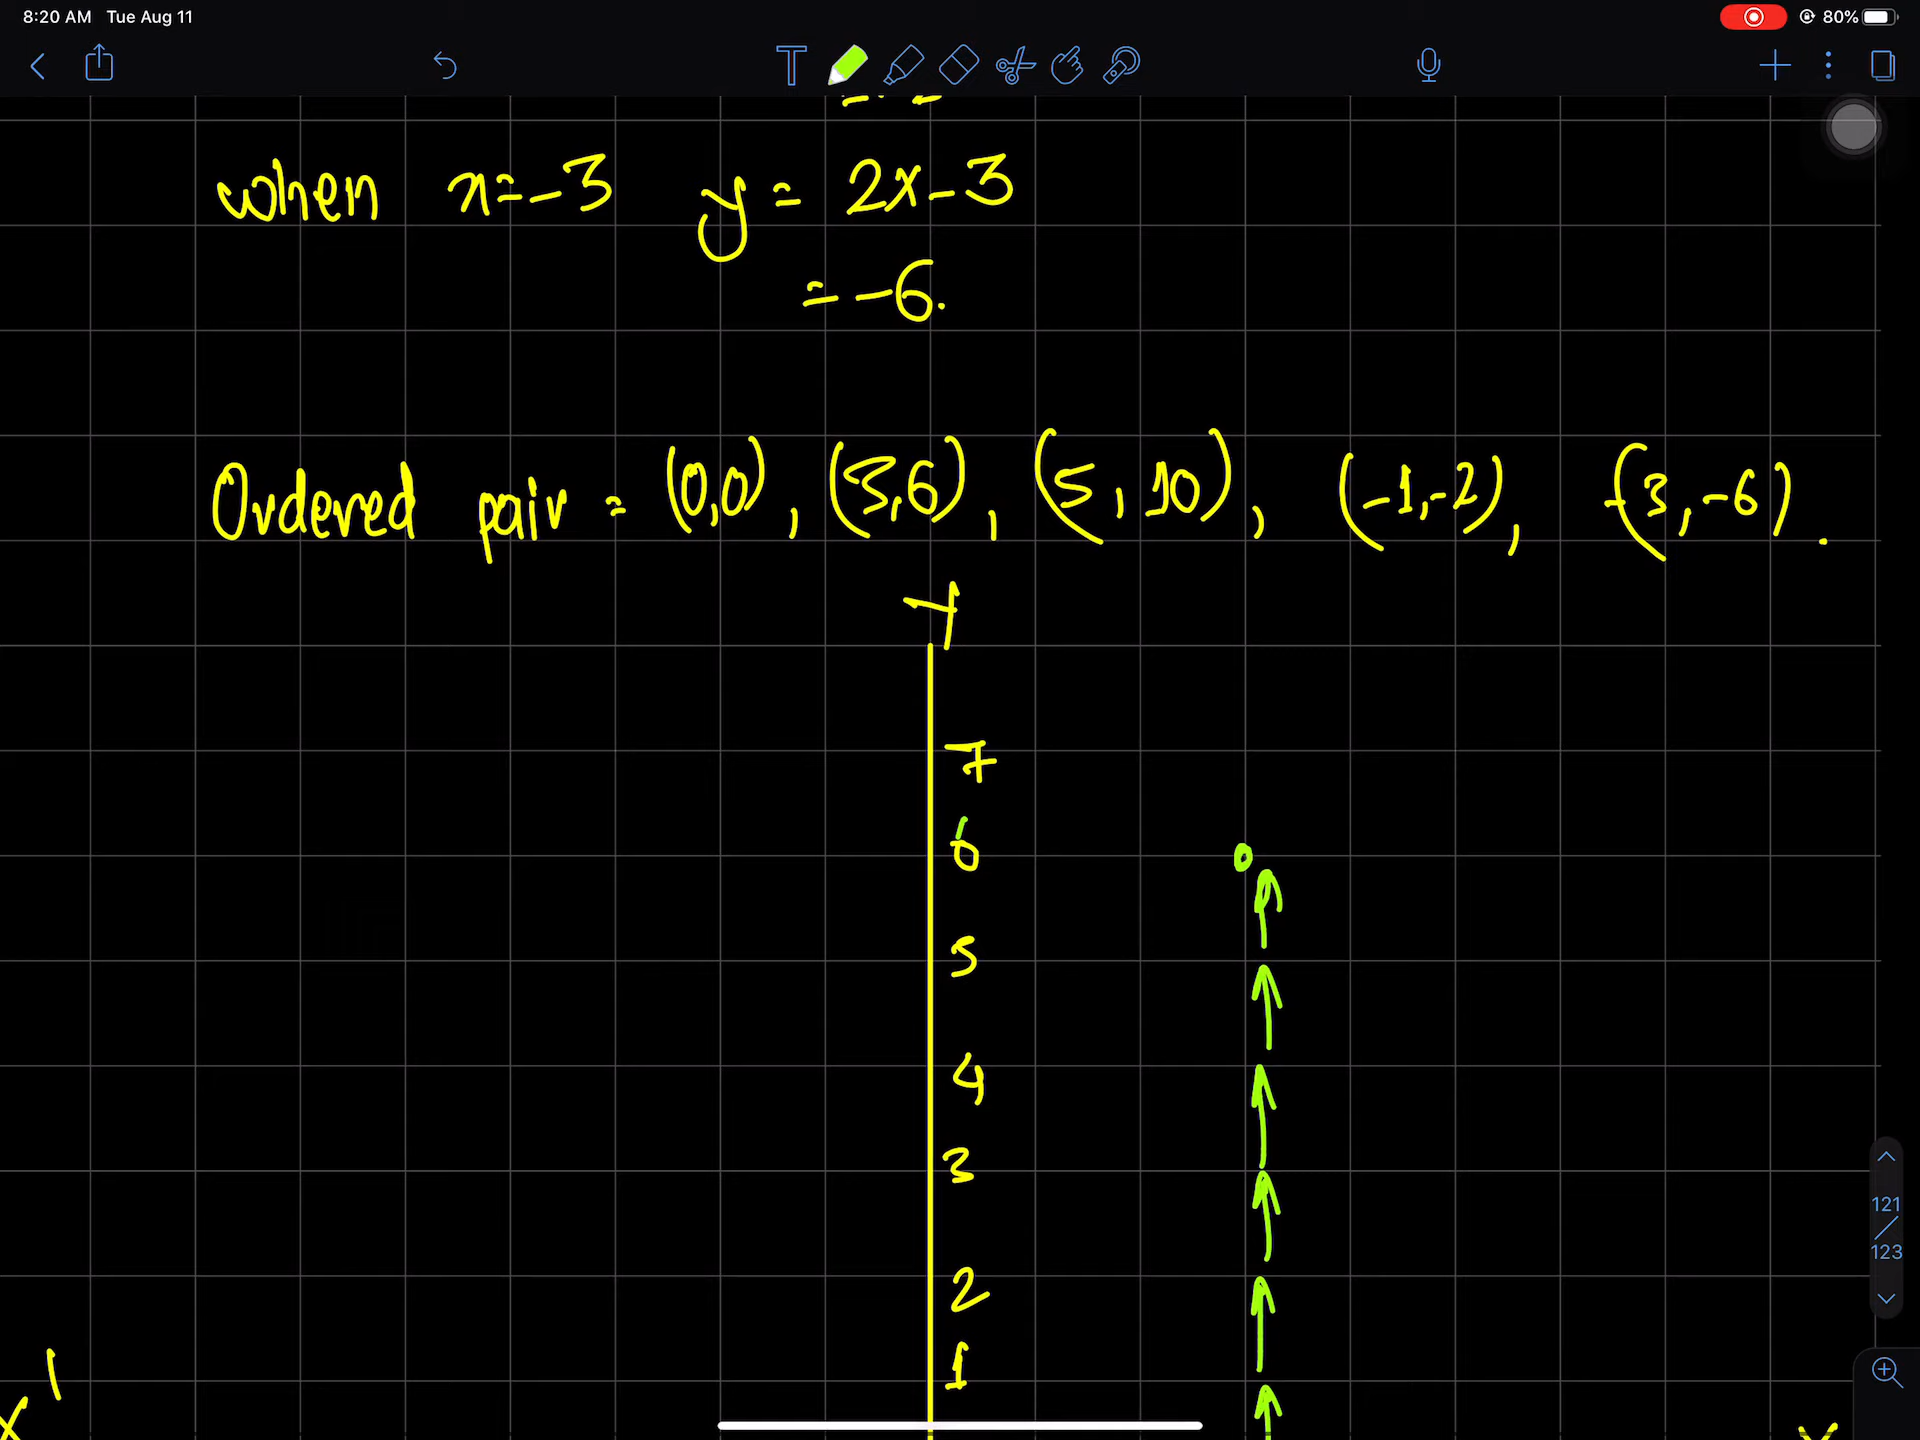 8:20 AM Tue Aug 11
80%
when x=-3 y = 2x-3
= -6.
Ordered pair = (0,0), (3,6), (5, 10), (-1,-2), (-3, -6).
Y
7
6
5
4
3
2
1
X'
X
121
123